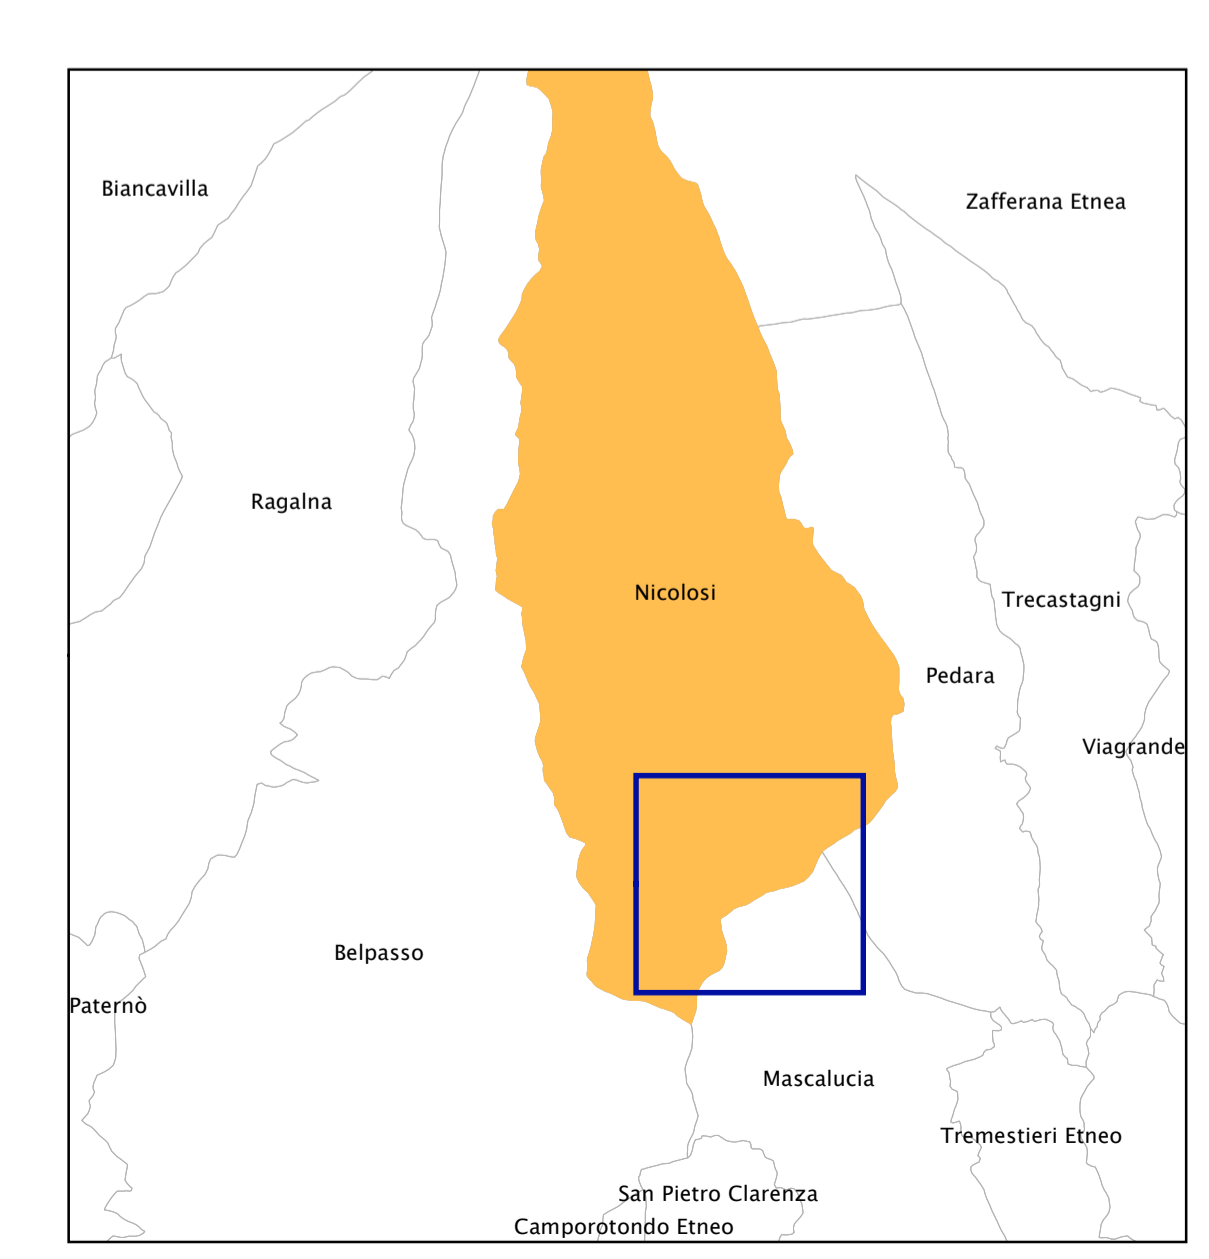 Biancavilla
Zafferana Etnea
Ragalna
Nicolosi
Trecastagni
Pedara
Viagrande
Belpasso
Paternò
Mascalucia
Tremestieri Etneo
San Pietro Clarenza
Camporotondo Etneo